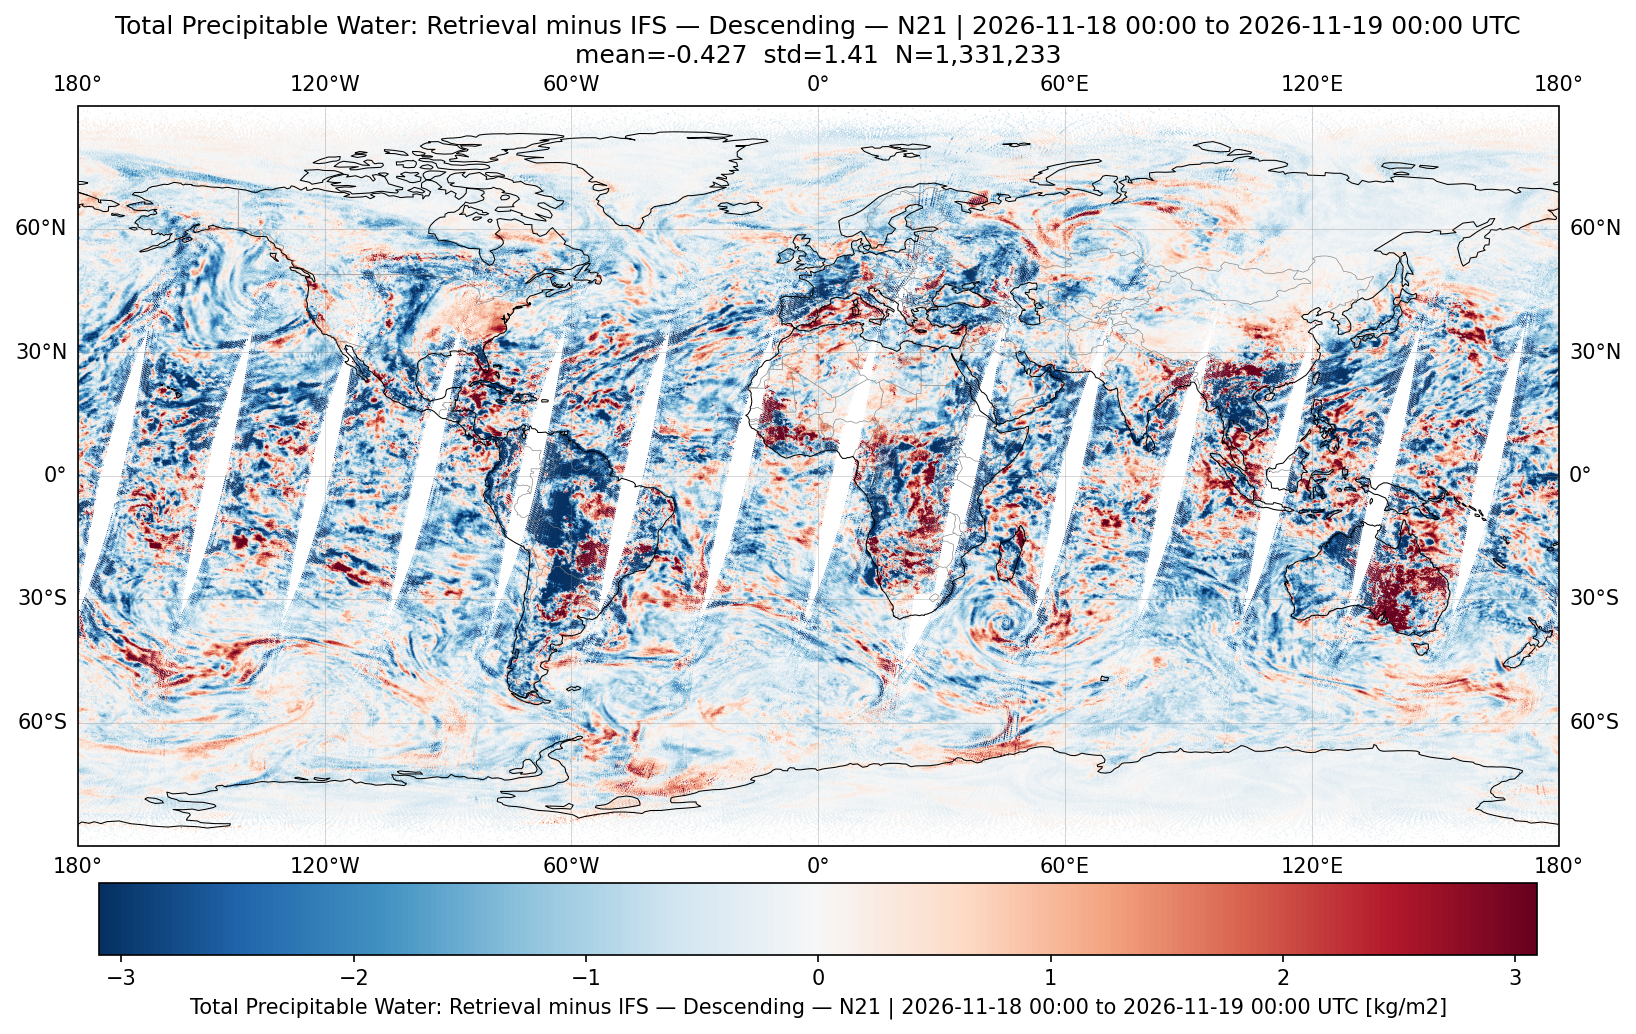 Total Precipitable Water: Retrieval minus IFS — Descending — N21 | 2026-11-18 00:00 to 2026-11-19 00:00 UTC
mean=-0.427  std=1.41  N=1,331,233
180° 120°W 60°W 0° 60°E 120°E 180°
60°N 60°N
30°N 30°N
0° 0°
30°S 30°S
60°S 60°S
180° 120°W 60°W 0° 60°E 120°E 180°
−3 −2 −1 0 1 2 3
Total Precipitable Water: Retrieval minus IFS — Descending — N21 | 2026-11-18 00:00 to 2026-11-19 00:00 UTC [kg/m2]